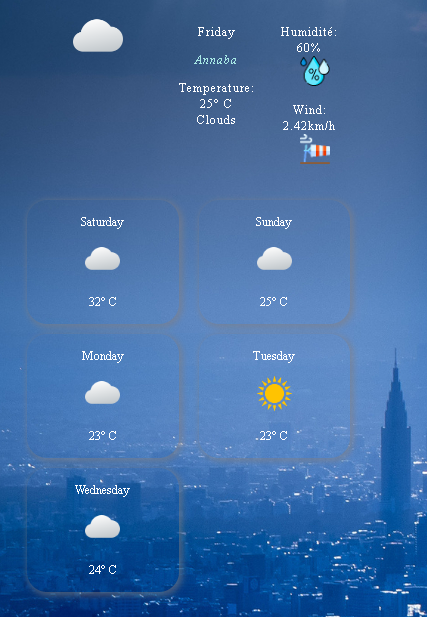 Friday
Annaba
Temperature:
25° C
Clouds
Humidité:
60%
%
Wind:
2.42km/h
Saturday
32° C
Sunday
25° C
Monday
23° C
Tuesday
23° C
Wednesday
24° C